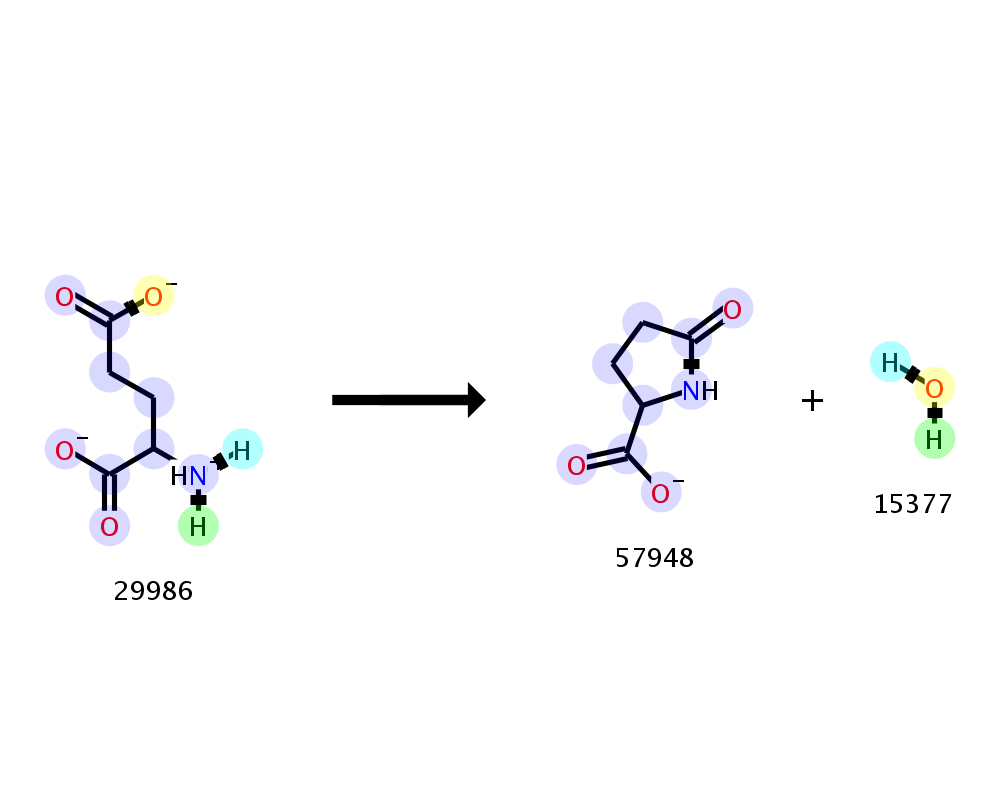 O O⁻
O⁻ HN⁻ H
O H
29986
O
NH
O O⁻
57948
+
H
O
H
15377